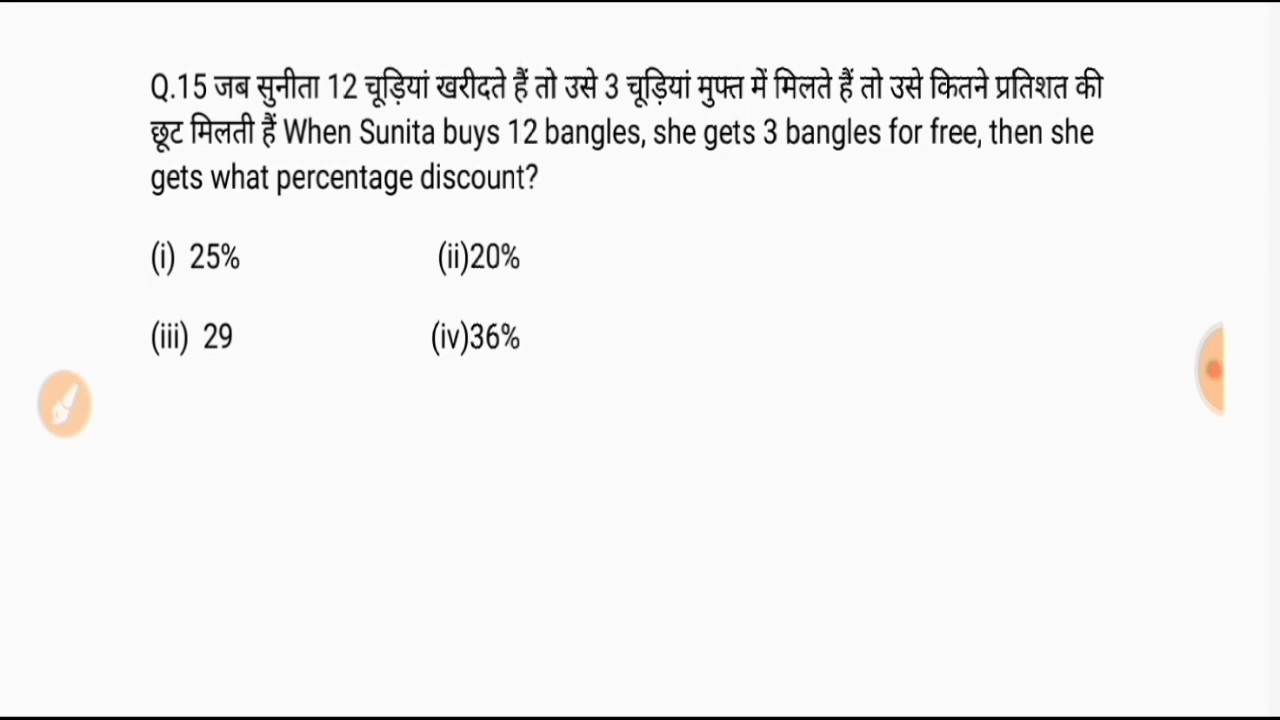 Q.15 जब सुनीता 12 चूड़ियां खरीदते हैं तो उसे 3 चूड़ियां मुफ्त में मिलते हैं तो उसे कितने प्रतिशत की
छूट मिलती हैं When Sunita buys 12 bangles, she gets 3 bangles for free, then she
gets what percentage discount?
(i) 25% (ii)20%
(iii) 29 (iv)36%